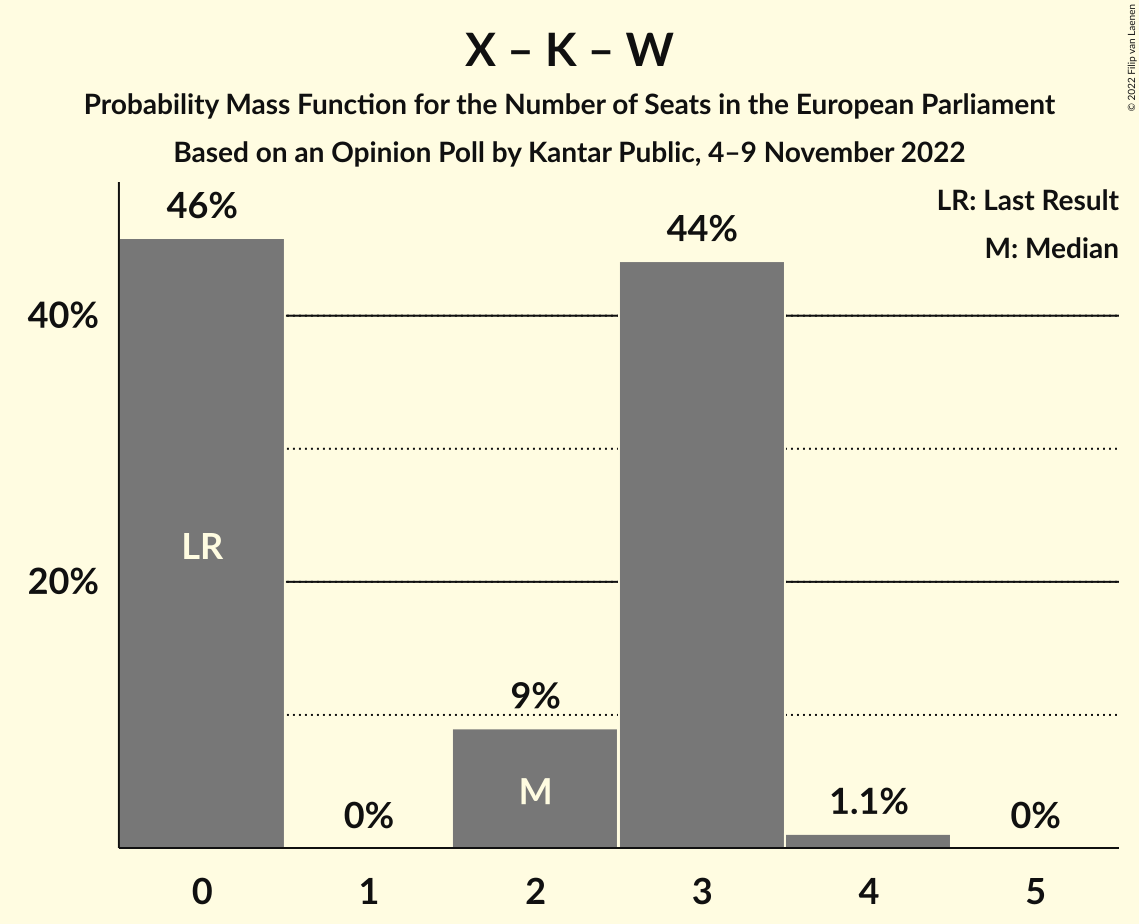 X – K – W
Probability Mass Function for the Number of Seats in the European Parliament
Based on an Opinion Poll by Kantar Public, 4–9 November 2022
© 2022 Filip van Laenen
LR: Last Result
M: Median
46%
44%
40%
LR
20%
9%
M
0%
1.1%
0%
0 1 2 3 4 5